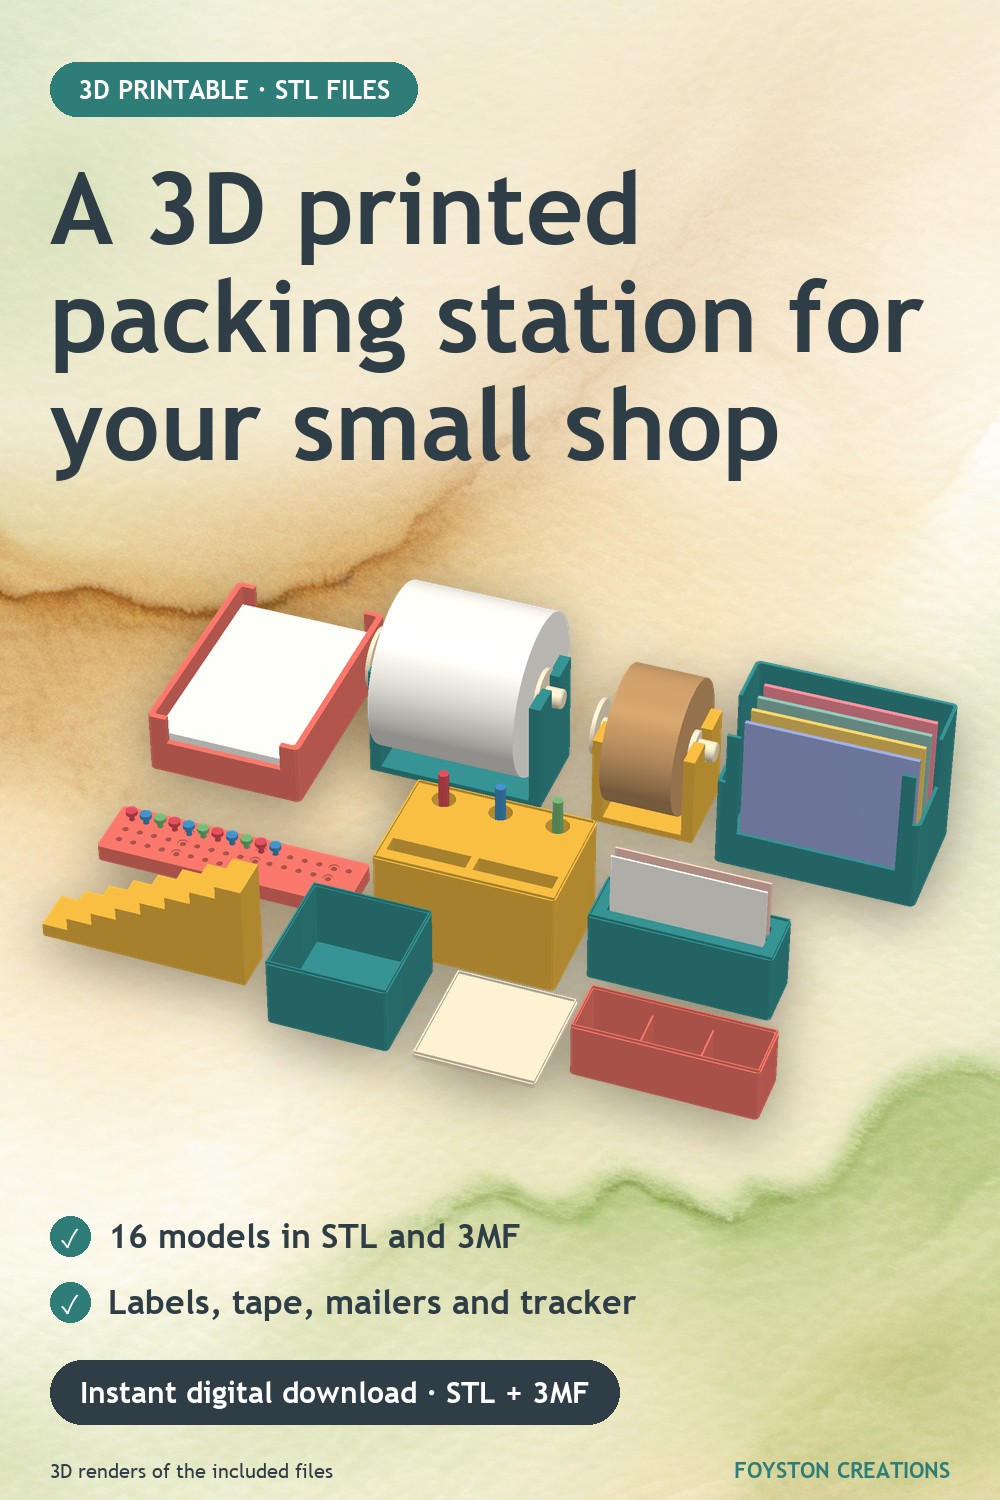 3D PRINTABLE · STL FILES
A 3D printed
packing station for
your small shop
16 models in STL and 3MF
Labels, tape, mailers and tracker
Instant digital download · STL + 3MF
3D renders of the included files
FOYSTON CREATIONS